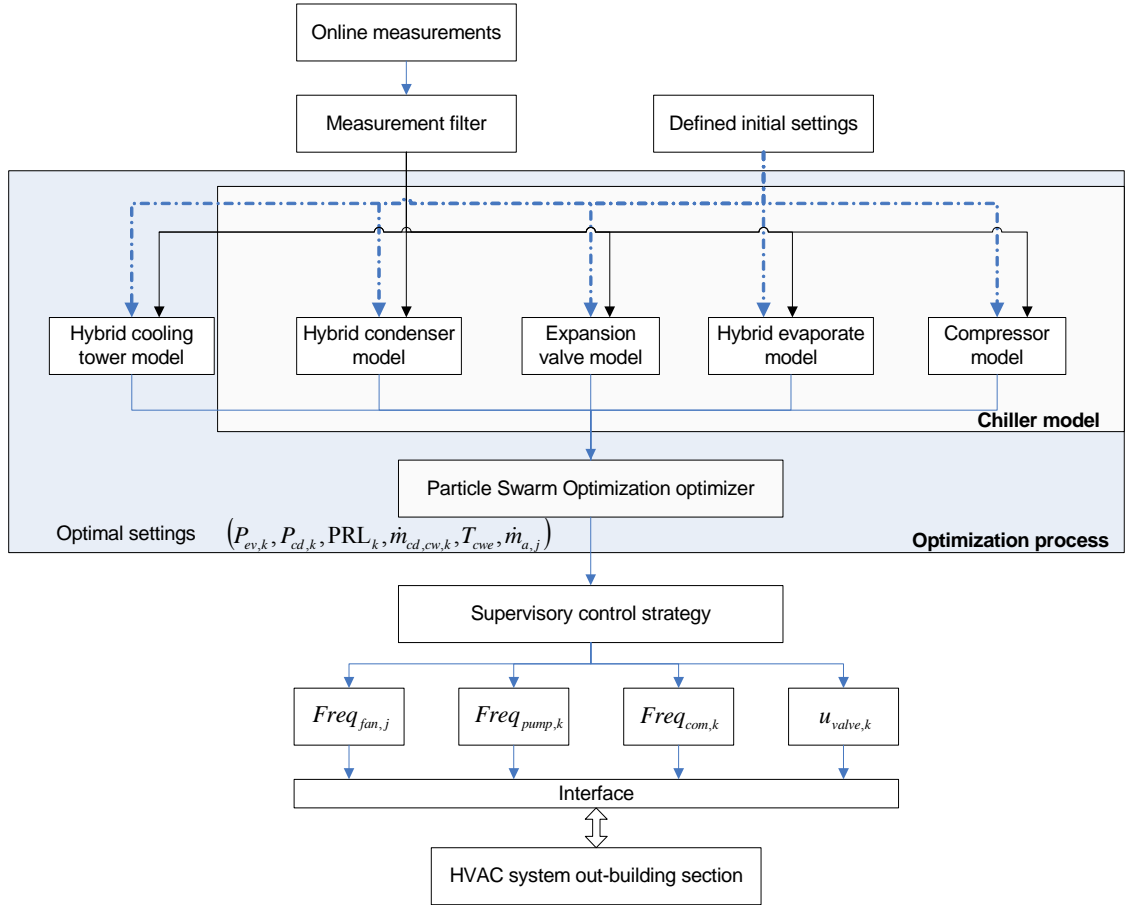 Online measurements
Measurement filter
Defined initial settings
Hybrid cooling
tower model
Hybrid condenser
model
Expansion
valve model
Hybrid evaporate
model
Compressor
model
Chiller model
Particle Swarm Optimization optimizer
Optimal settings (P_{ev,k}, P_{cd,k}, PRL_k, ṁ_{cd,cw,k}, T_{cwe}, ṁ_{a,j})
Optimization process
Supervisory control strategy
Freq_{fan,j}
Freq_{pump,k}
Freq_{com,k}
u_{valve,k}
Interface
HVAC system out-building section